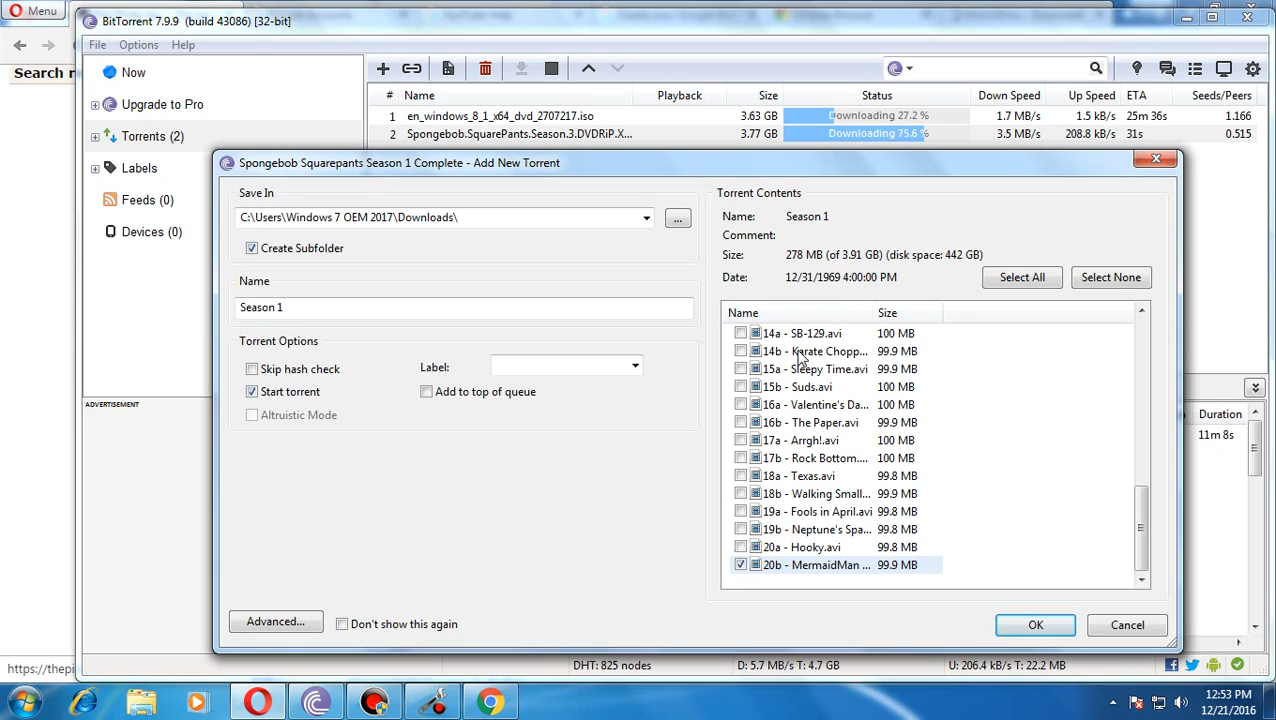 Menu
BitTorrent 7.9.9 (build 43086) [32-bit]
File Options Help
Search r
Now
Upgrade to Pro
Torrents (2)
Labels
Feeds (0)
Devices (0)
ADVERTISEMENT
# Name Playback Size Status Down Speed Up Speed ETA Seeds/Peers
1 en_windows_8_1_x64_dvd_2707217.iso 3.63 GB Downloading 27.2 % 1.7 MB/s 1.5 kB/s 25m 36s 1.166
2 Spongebob.SquarePants.Season.3.DVDRiP.X... 3.77 GB Downloading 75.6 % 3.5 MB/s 208.8 kB/s 31s 0.515
Spongebob Squarepants Season 1 Complete - Add New Torrent
Save In
C:\Users\Windows 7 OEM 2017\Downloads\
...
Create Subfolder
Name
Season 1
Torrent Options
Skip hash check
Label:
Start torrent
Add to top of queue
Altruistic Mode
Advanced...
Don't show this again
Torrent Contents
Name: Season 1
Comment:
Size: 278 MB (of 3.91 GB) (disk space: 442 GB)
Date: 12/31/1969 4:00:00 PM
Select All
Select None
Name Size
14a - SB-129.avi 100 MB
14b - Karate Chopp... 99.9 MB
15a - Sleepy Time.avi 99.9 MB
15b - Suds.avi 100 MB
16a - Valentine's Da... 100 MB
16b - The Paper.avi 99.9 MB
17a - Arrgh!.avi 100 MB
17b - Rock Bottom.... 100 MB
18a - Texas.avi 99.8 MB
18b - Walking Small... 99.9 MB
19a - Fools in April.avi 99.8 MB
19b - Neptune's Spa... 99.8 MB
20a - Hooky.avi 99.8 MB
20b - MermaidMan ... 99.9 MB
OK
Cancel
Duration
11m 8s
https://thepi
DHT: 825 nodes
D: 5.7 MB/s T: 4.7 GB
U: 206.4 kB/s T: 22.2 MB
12:53 PM
12/21/2016